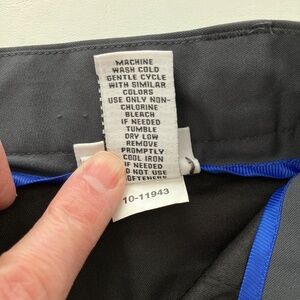 MACHINE
WASH COLD
GENTLE CYCLE
WITH SIMILAR
COLORS
USE ONLY NON-
CHLORINE
BLEACH
IF NEEDED
TUMBLE
DRY LOW
REMOVE
PROMPTLY
COOL IRON
IF NEEDED
DO NOT USE
SOFTENERS
10-11943